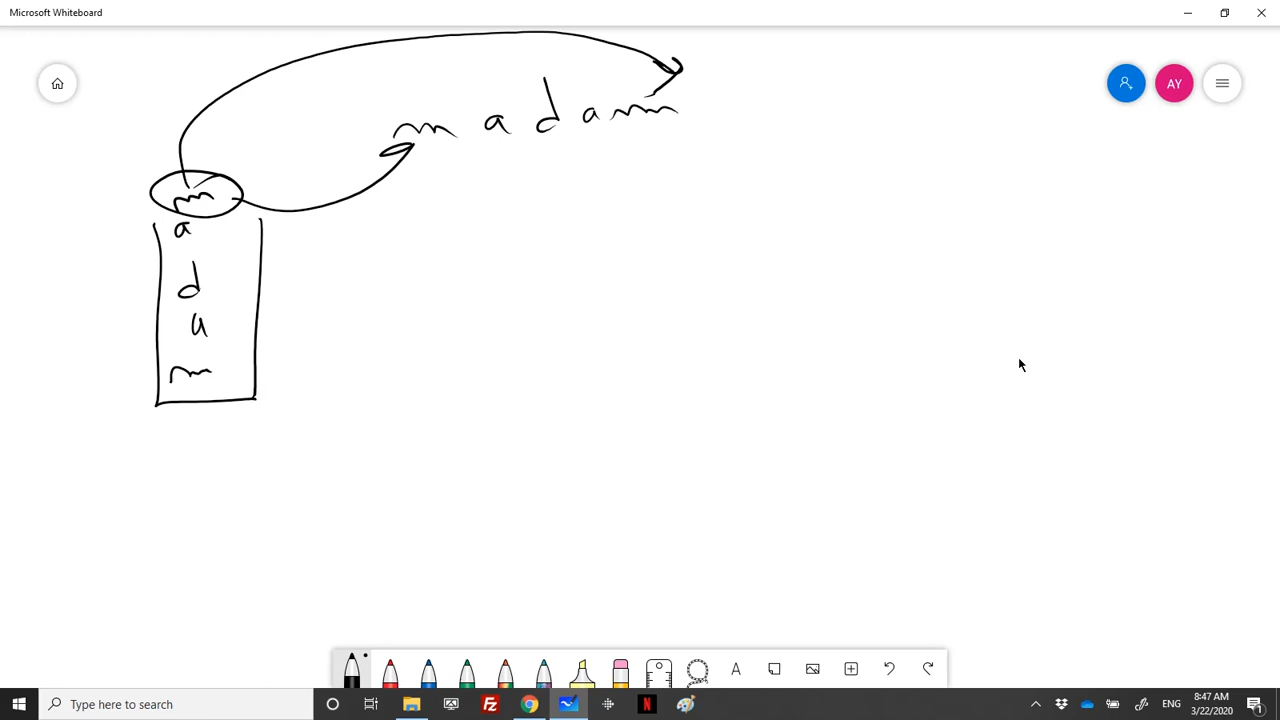 Microsoft Whiteboard
AY
m a d a m
m
a
d
a
m
A
Type here to search
ENG
8:47 AM
3/22/2020